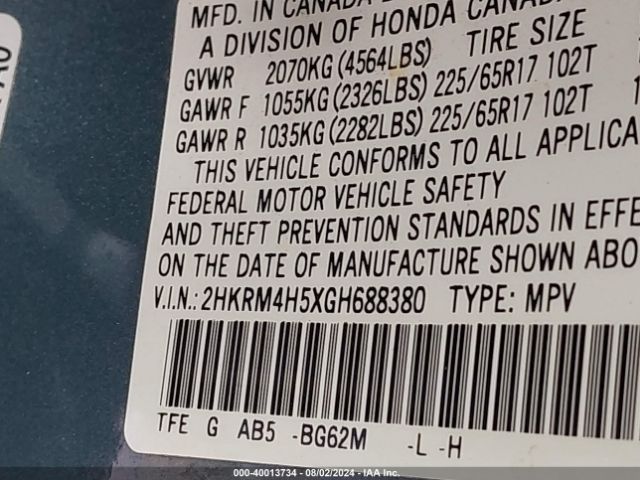 MFD. IN CANADA
A DIVISION OF HONDA CANADA
GVWR 2070KG (4564LBS) TIRE SIZE
GAWR F 1055KG (2326LBS) 225/65R17 102T
GAWR R 1035KG (2282LBS) 225/65R17 102T
THIS VEHICLE CONFORMS TO ALL APPLICA
FEDERAL MOTOR VEHICLE SAFETY
AND THEFT PREVENTION STANDARDS IN EFFE
ON THE DATE OF MANUFACTURE SHOWN ABO
V.I.N.: 2HKRM4H5XGH688380 TYPE: MPV
TFE G AB5 -BG62M -L -H
000-40013734 - 08/02/2024 - IAA Inc.